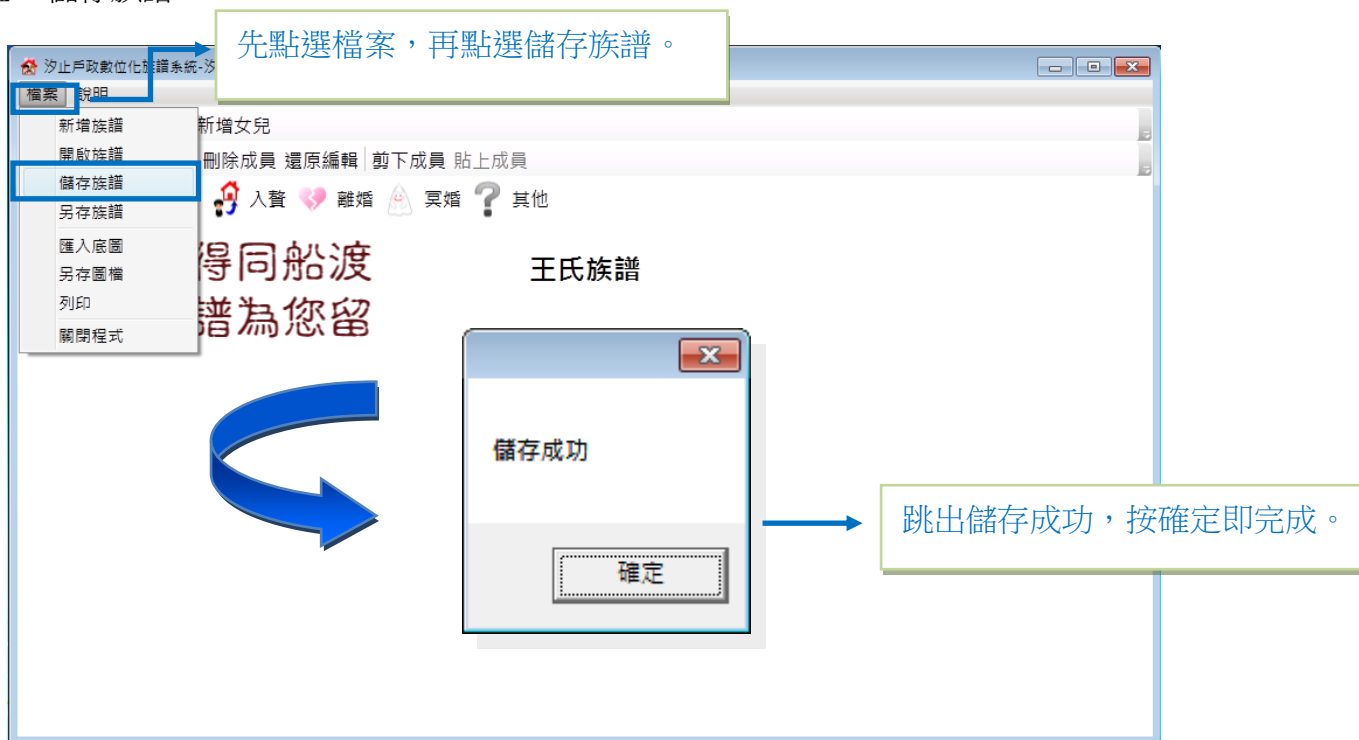 先點選檔案，再點選儲存族譜。
汐止戶政數位化族譜系統-汐
檔案 說明
新增族譜
新增女兒
開啟族譜
刪除成員 還原編輯 剪下成員 貼上成員
儲存族譜
入贅 離婚 冥婚 其他
另存族譜
匯入底圖
另存圖檔
列印
關閉程式
得同船渡
譜為您留
王氏族譜
儲存成功
確定
跳出儲存成功，按確定即完成。